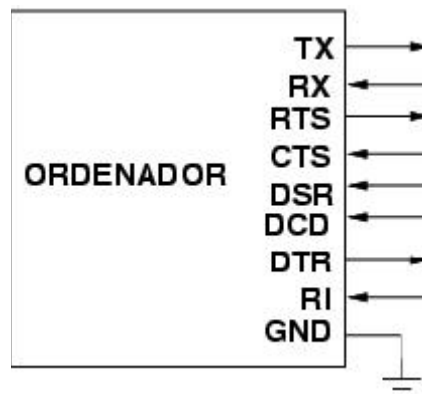 TX
RX
RTS
CTS
ORDENADOR
DSR
DCD
DTR
RI
GND